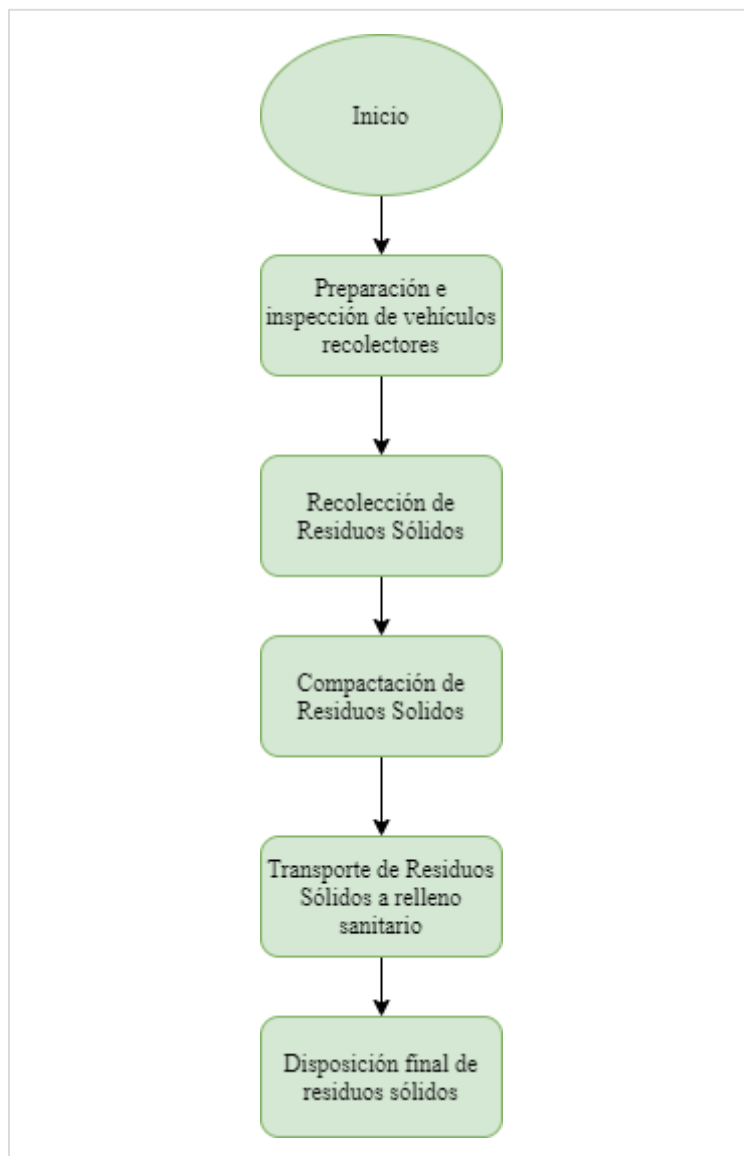 Inicio
Preparación e
inspección de vehículos
recolectores
Recolección de
Residuos Sólidos
Compactación de
Residuos Solidos
Transporte de Residuos
Sólidos a relleno
sanitario
Disposición final de
residuos sólidos